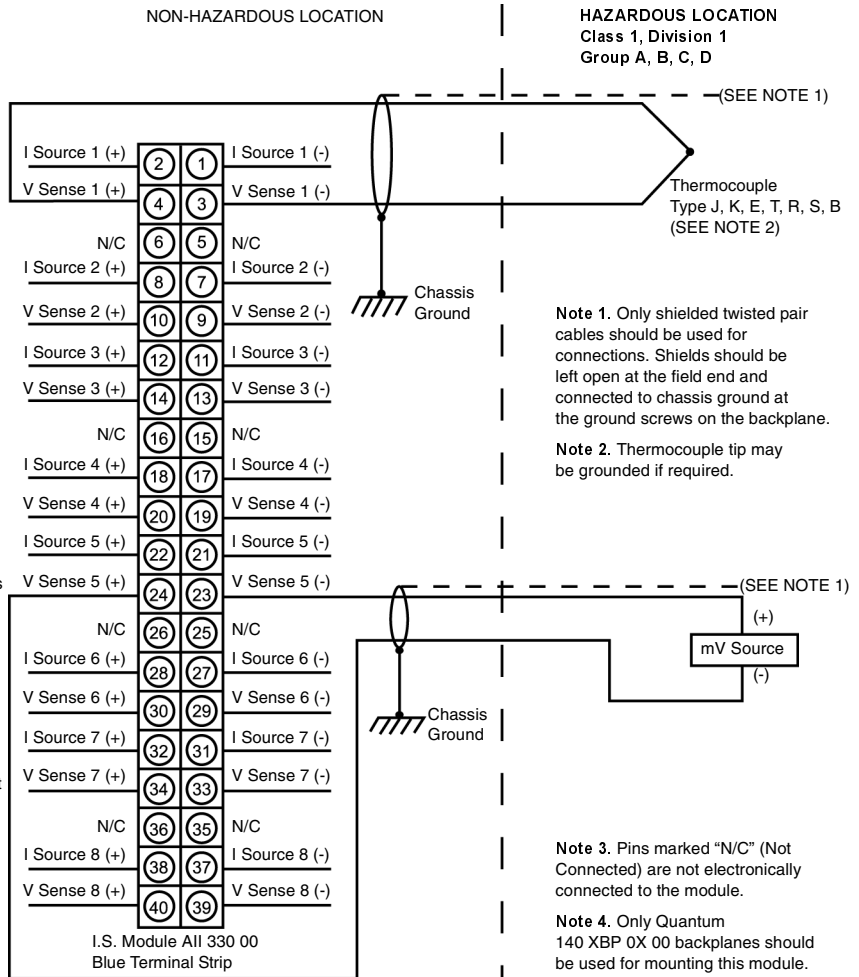 NON-HAZARDOUS LOCATION
HAZARDOUS LOCATION
Class 1, Division 1
Group A, B, C, D
(SEE NOTE 1)
I Source 1 (+) 2 1 I Source 1 (-)
V Sense 1 (+) 4 3 V Sense 1 (-)
Thermocouple
Type J, K, E, T, R, S, B
(SEE NOTE 2)
N/C 6 5 N/C
I Source 2 (+) 8 7 I Source 2 (-)
Chassis
Ground
V Sense 2 (+) 10 9 V Sense 2 (-)
I Source 3 (+) 12 11 I Source 3 (-)
V Sense 3 (+) 14 13 V Sense 3 (-)
N/C 16 15 N/C
I Source 4 (+) 18 17 I Source 4 (-)
V Sense 4 (+) 20 19 V Sense 4 (-)
I Source 5 (+) 22 21 I Source 5 (-)
V Sense 5 (+) 24 23 V Sense 5 (-)
N/C 26 25 N/C
I Source 6 (+) 28 27 I Source 6 (-)
V Sense 6 (+) 30 29 V Sense 6 (-)
I Source 7 (+) 32 31 I Source 7 (-)
V Sense 7 (+) 34 33 V Sense 7 (-)
N/C 36 35 N/C
I Source 8 (+) 38 37 I Source 8 (-)
V Sense 8 (+) 40 39 V Sense 8 (-)
I.S. Module AII 330 00
Blue Terminal Strip
Note 1. Only shielded twisted pair
cables should be used for
connections. Shields should be
left open at the field end and
connected to chassis ground at
the ground screws on the backplane.
Note 2. Thermocouple tip may
be grounded if required.
(SEE NOTE 1)
(+)
mV Source
(-)
Chassis
Ground
Note 3. Pins marked “N/C” (Not
Connected) are not electronically
connected to the module.
Note 4. Only Quantum
140 XBP 0X 00 backplanes should
be used for mounting this module.